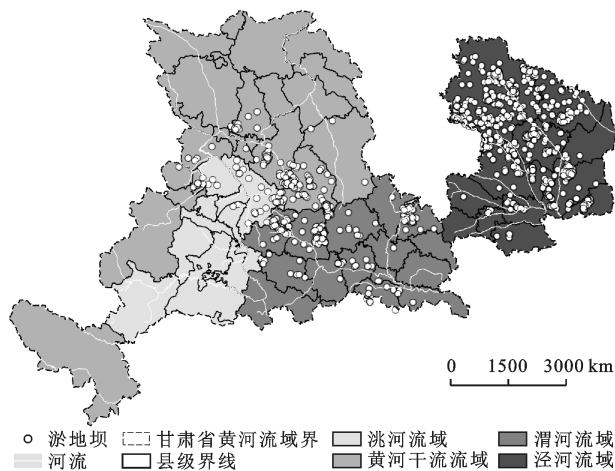 0 1500 3000 km
淤地坝 甘肃省黄河流域界 洮河流域 渭河流域
河流 县级界线 黄河干流流域 泾河流域